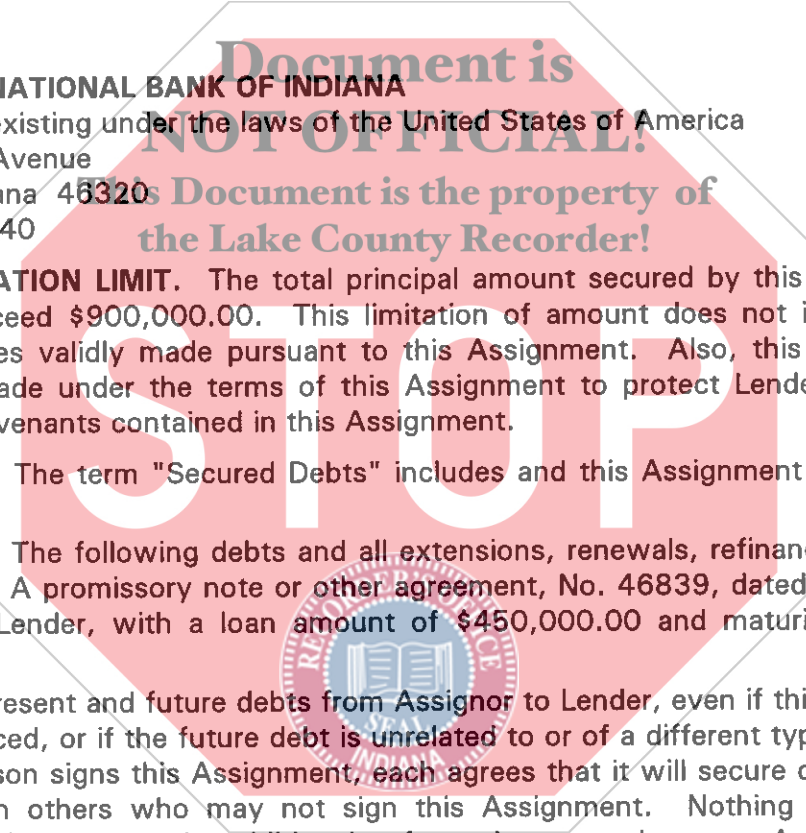 Document is
NATIONAL BANK OF INDIANA
existing under the laws of the United States of America
NOT OFFICIAL!
Avenue
ana 46320
This Document is the property of
40
the Lake County Recorder!
ATION LIMIT. The total principal amount secured by this
ceed $900,000.00. This limitation of amount does not i
es validly made pursuant to this Assignment. Also, this
ade under the terms of this Assignment to protect Lende
venants contained in this Assignment.
STOP
The term "Secured Debts" includes and this Assignment
The following debts and all extensions, renewals, refinanc
A promissory note or other agreement, No. 46839, dated
Lender, with a loan amount of $450,000.00 and maturi
RECORDER'S OFFICE
SEAL
INDIANA
resent and future debts from Assignor to Lender, even if thi
ced, or if the future debt is unrelated to or of a different typ
son signs this Assignment, each agrees that it will secure d
n others who may not sign this Assignment. Nothing